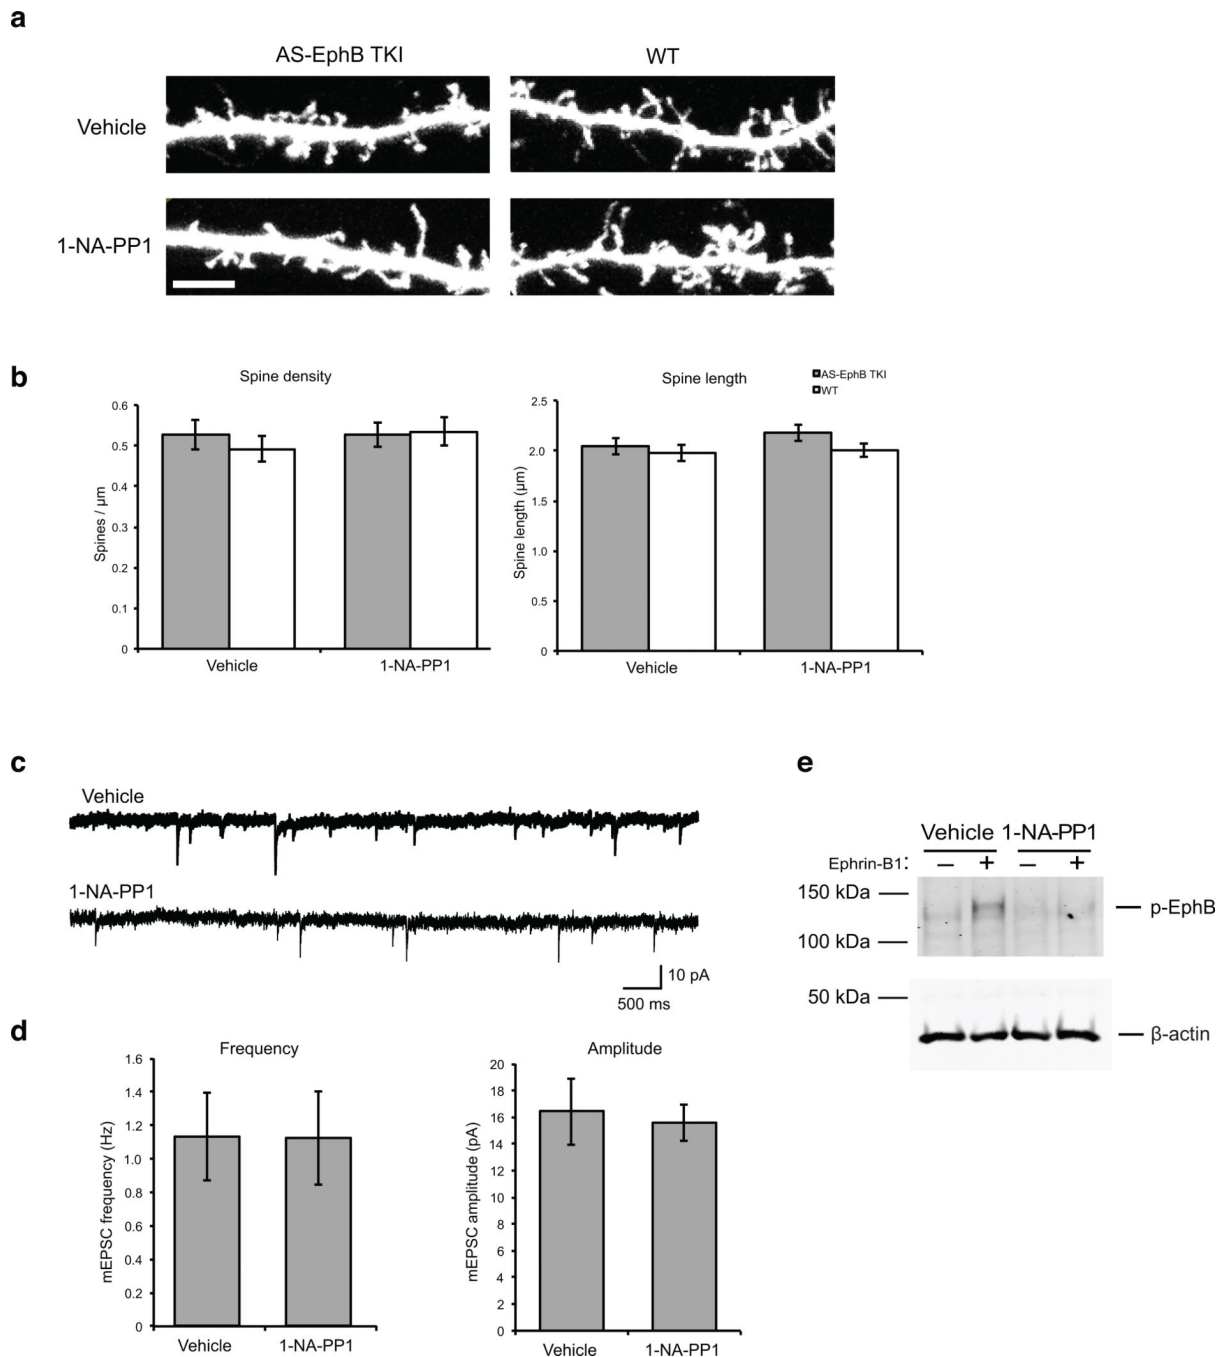 a
AS-EphB TKI WT
Vehicle
1-NA-PP1
b
Spine density
Spines / μm
0.6
0.5
0.4
0.3
0.2
0.1
0
Vehicle 1-NA-PP1
Spine length
AS-EphB TKI
WT
Spine length (μm)
2.5
2.0
1.5
1.0
0.5
0
Vehicle 1-NA-PP1
c
Vehicle
1-NA-PP1
10 pA
500 ms
d
Frequency
mEPSC frequency (Hz)
1.6
1.4
1.2
1.0
0.8
0.6
0.4
0.2
0
Vehicle 1-NA-PP1
Amplitude
mEPSC amplitude (pA)
20
18
16
14
12
10
8
6
4
2
0
Vehicle 1-NA-PP1
e
Vehicle 1-NA-PP1
Ephrin-B1: – + – +
150 kDa
p-EphB
100 kDa
50 kDa
β-actin